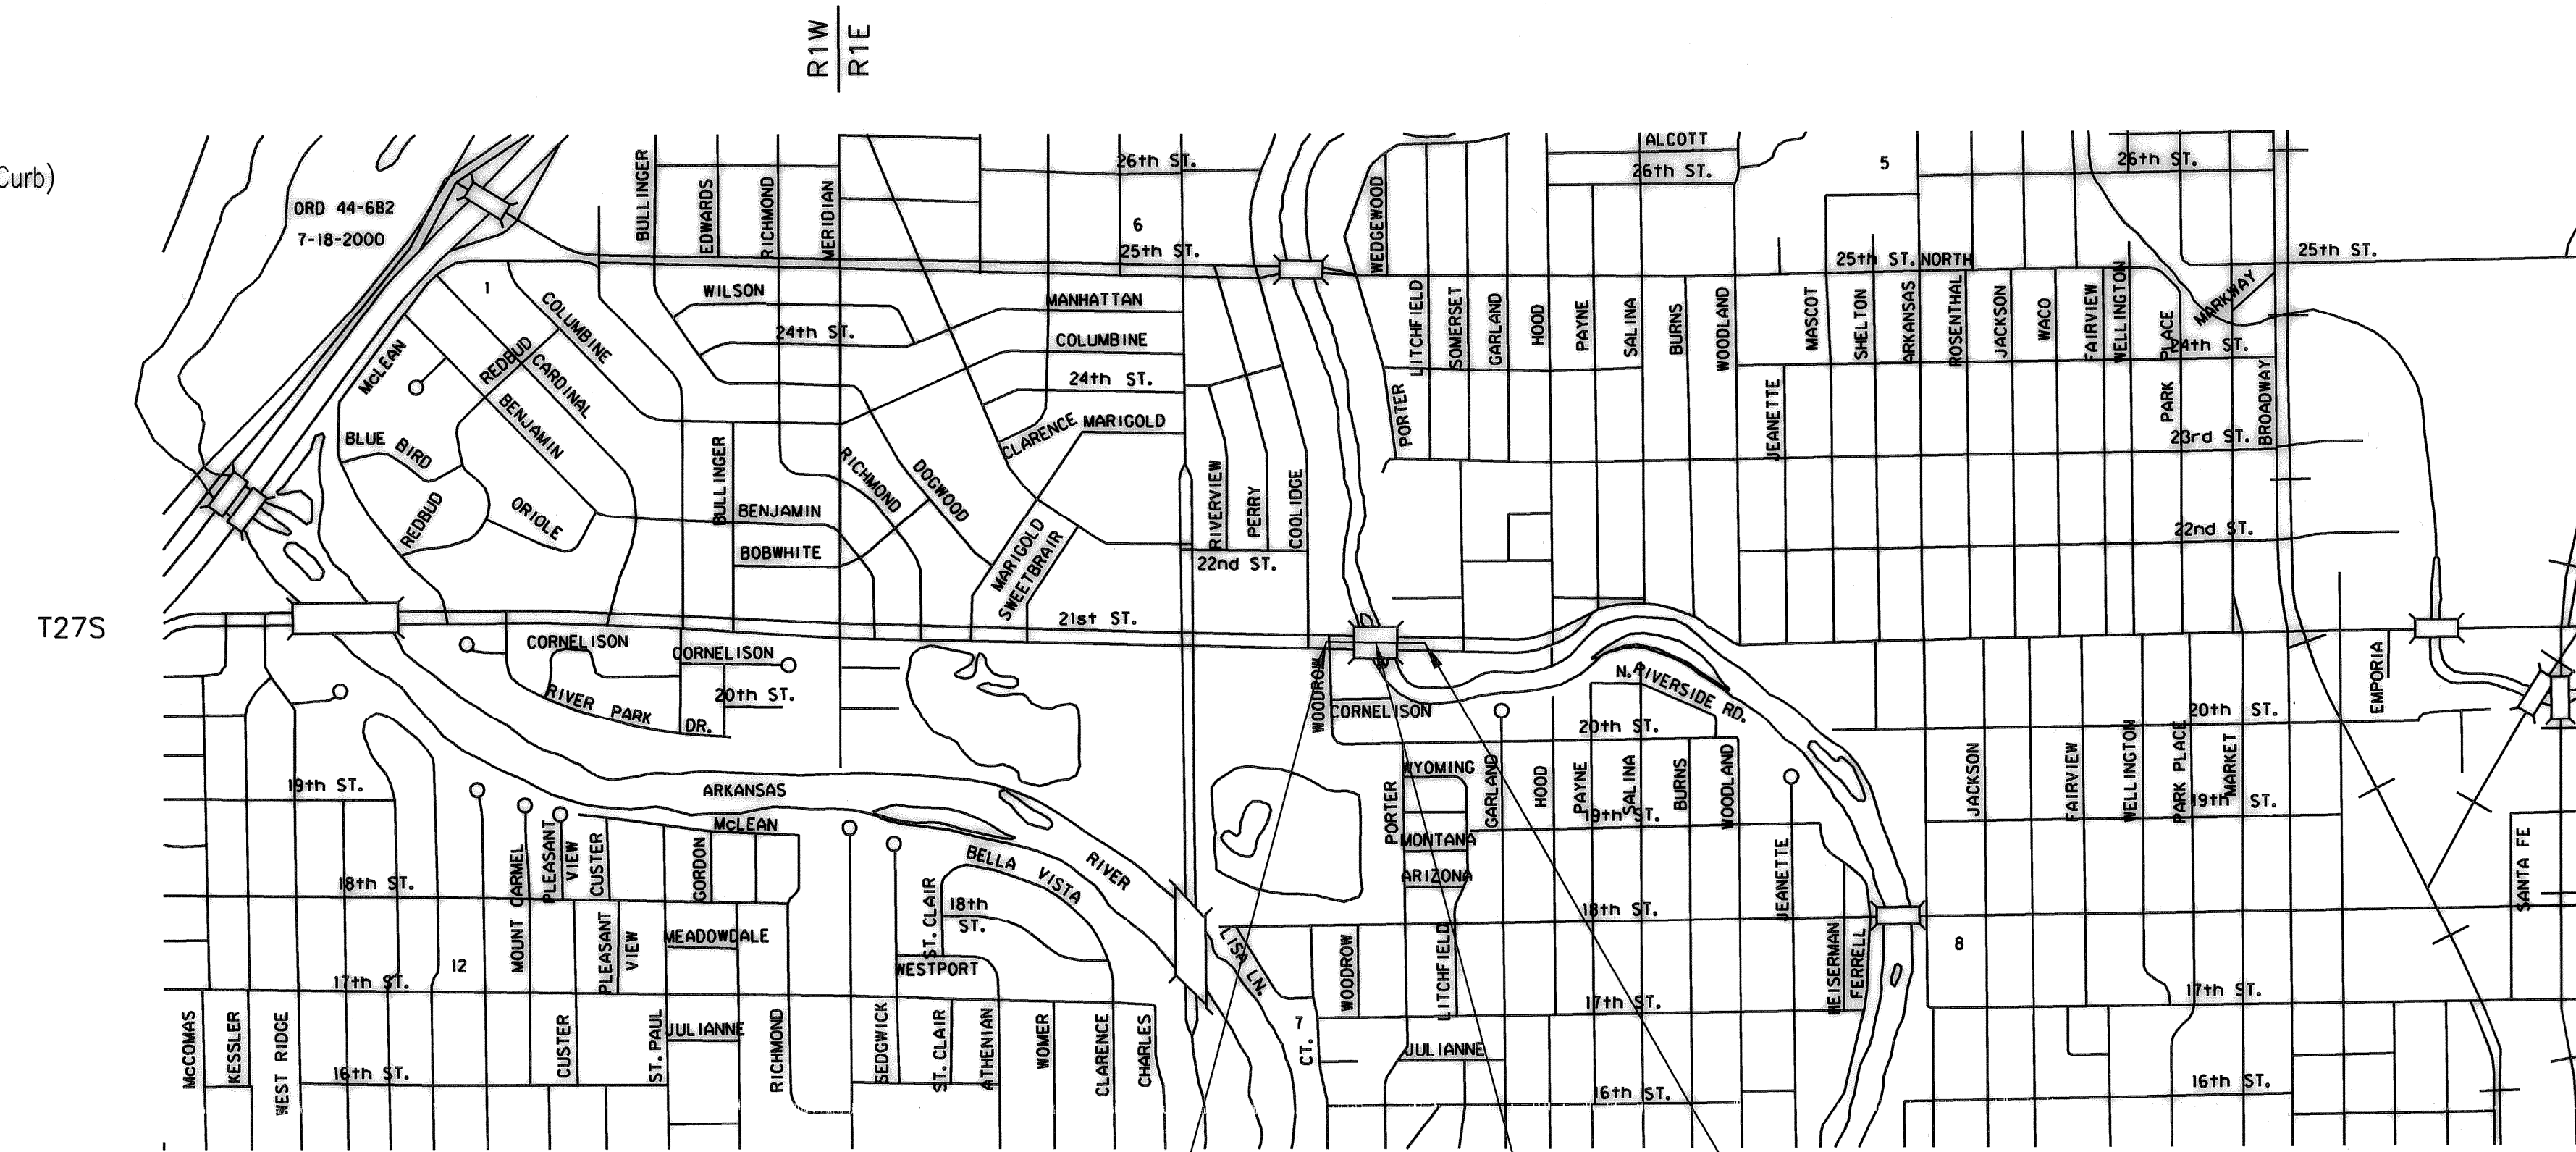 R1W
R1E
Curb)
ORD 44-682
7-18-2000
T27S
BULLINGER
EDWARDS
RICHMOND
MERIDIAN
26th ST.
6
25th ST.
WEDGEWOOD
ALCOTT
26th ST.
5
26th ST.
25th ST. NORTH
25th ST.
1
COLUMBINE
WILSON
24th ST.
MANHATTAN
COLUMBINE
24th ST.
CLARENCE
MARIGOLD
McLEAN
REDBUD
CARDINAL
BENJAMIN
BLUE BIRD
REDBUD
ORIOLE
BULLINGER
BENJAMIN
BOBWHITE
RICHMOND
DOGWOOD
MARIGOLD
SWEETBRAIR
RIVERVIEW
PERRY
COOLIDGE
22nd ST.
21st ST.
LITCHFIELD
SOMERSET
GARLAND
HOOD
PAYNE
SALINA
BURNS
WOODLAND
MASCOT
SHELTON
ARKANSAS
ROSENTHAL
JACKSON
WACO
FAIRVIEW
WELLINGTON
PLACE
PARK
MARKWAY
24th ST.
BROADWAY
PORTER
JEANETTE
23rd ST.
22nd ST.
CORNELISON
CORNELISON
20th ST.
RIVER PARK DR.
WOODROW
CORNELISON
N. RIVERSIDE RD.
20th ST.
EMPORIA
20th ST.
19th ST.
ARKANSAS
RIVER
McLEAN
WYOMING
MONTANA
ARIZONA
PORTER
GARLAND
HOOD
PAYNE
SALINA
BURNS
WOODLAND
19th ST.
JACKSON
FAIRVIEW
WELLINGTON
PARK PLACE
MARKET
19th ST.
SANTA FE
18th ST.
MOUNT CARMEL
PLEASANT
VIEW
CUSTER
GORDON
BELLA VISTA
ST. CLAIR
18th
ST.
WESTPORT
PLEASANT
VIEW
MEADOWDALE
12
17th ST.
LISA LN.
18th ST.
WOODROW
LITCHFIELD
JEANETTE
HEISERMAN
FERRELL
8
17th ST.
17th ST.
McCOMAS
KESSLER
WEST RIDGE
16th ST.
CUSTER
ST. PAUL
JULIANNE
RICHMOND
SEDGWICK
ST. CLAIR
ATHENIAN
WOMER
CLARENCE
CHARLES
7
CT.
JULIANNE
16th ST.
16th ST.